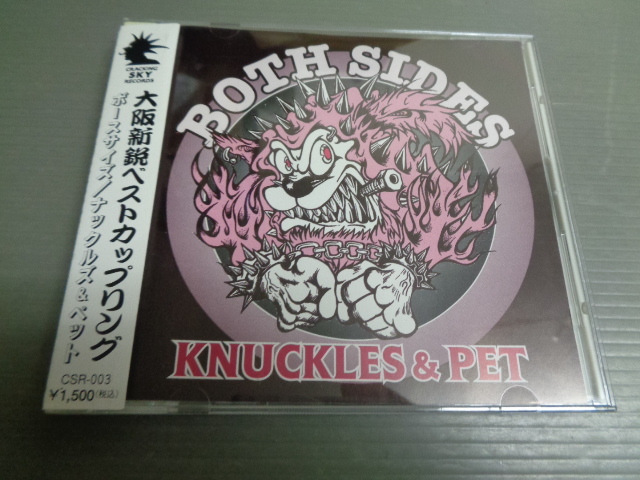 CRACKING
SKY
RECORDS
大阪新鋭ベストカップリング
ボースサイズ/ナックルズ&ペット
CSR-003
¥1,500(税込)
BOTH SIDES
KNUCKLES & PET